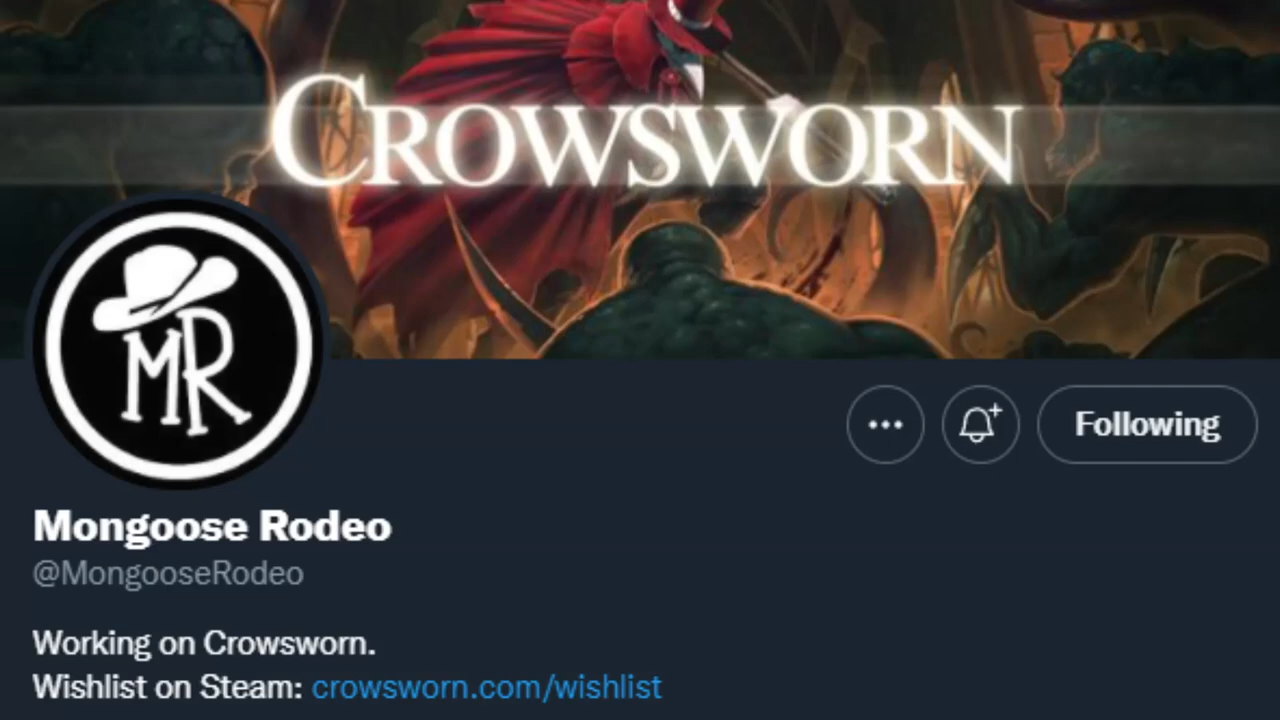 CROWSWORN
MR
Following
Mongoose Rodeo
@MongooseRodeo
Working on Crowsworn.
Wishlist on Steam: crowsworn.com/wishlist